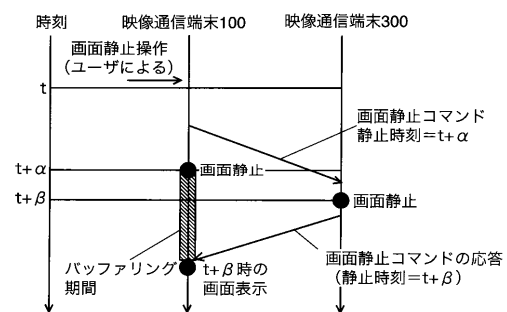 時刻
映像通信端末100
映像通信端末300
画面静止操作
(ユーザによる)
t
画面静止コマンド
静止時刻=t+α
t+α
画面静止
t+β
画面静止
バッファリング
期間
t+β時の
画面表示
画面静止コマンドの応答
(静止時刻=t+β)